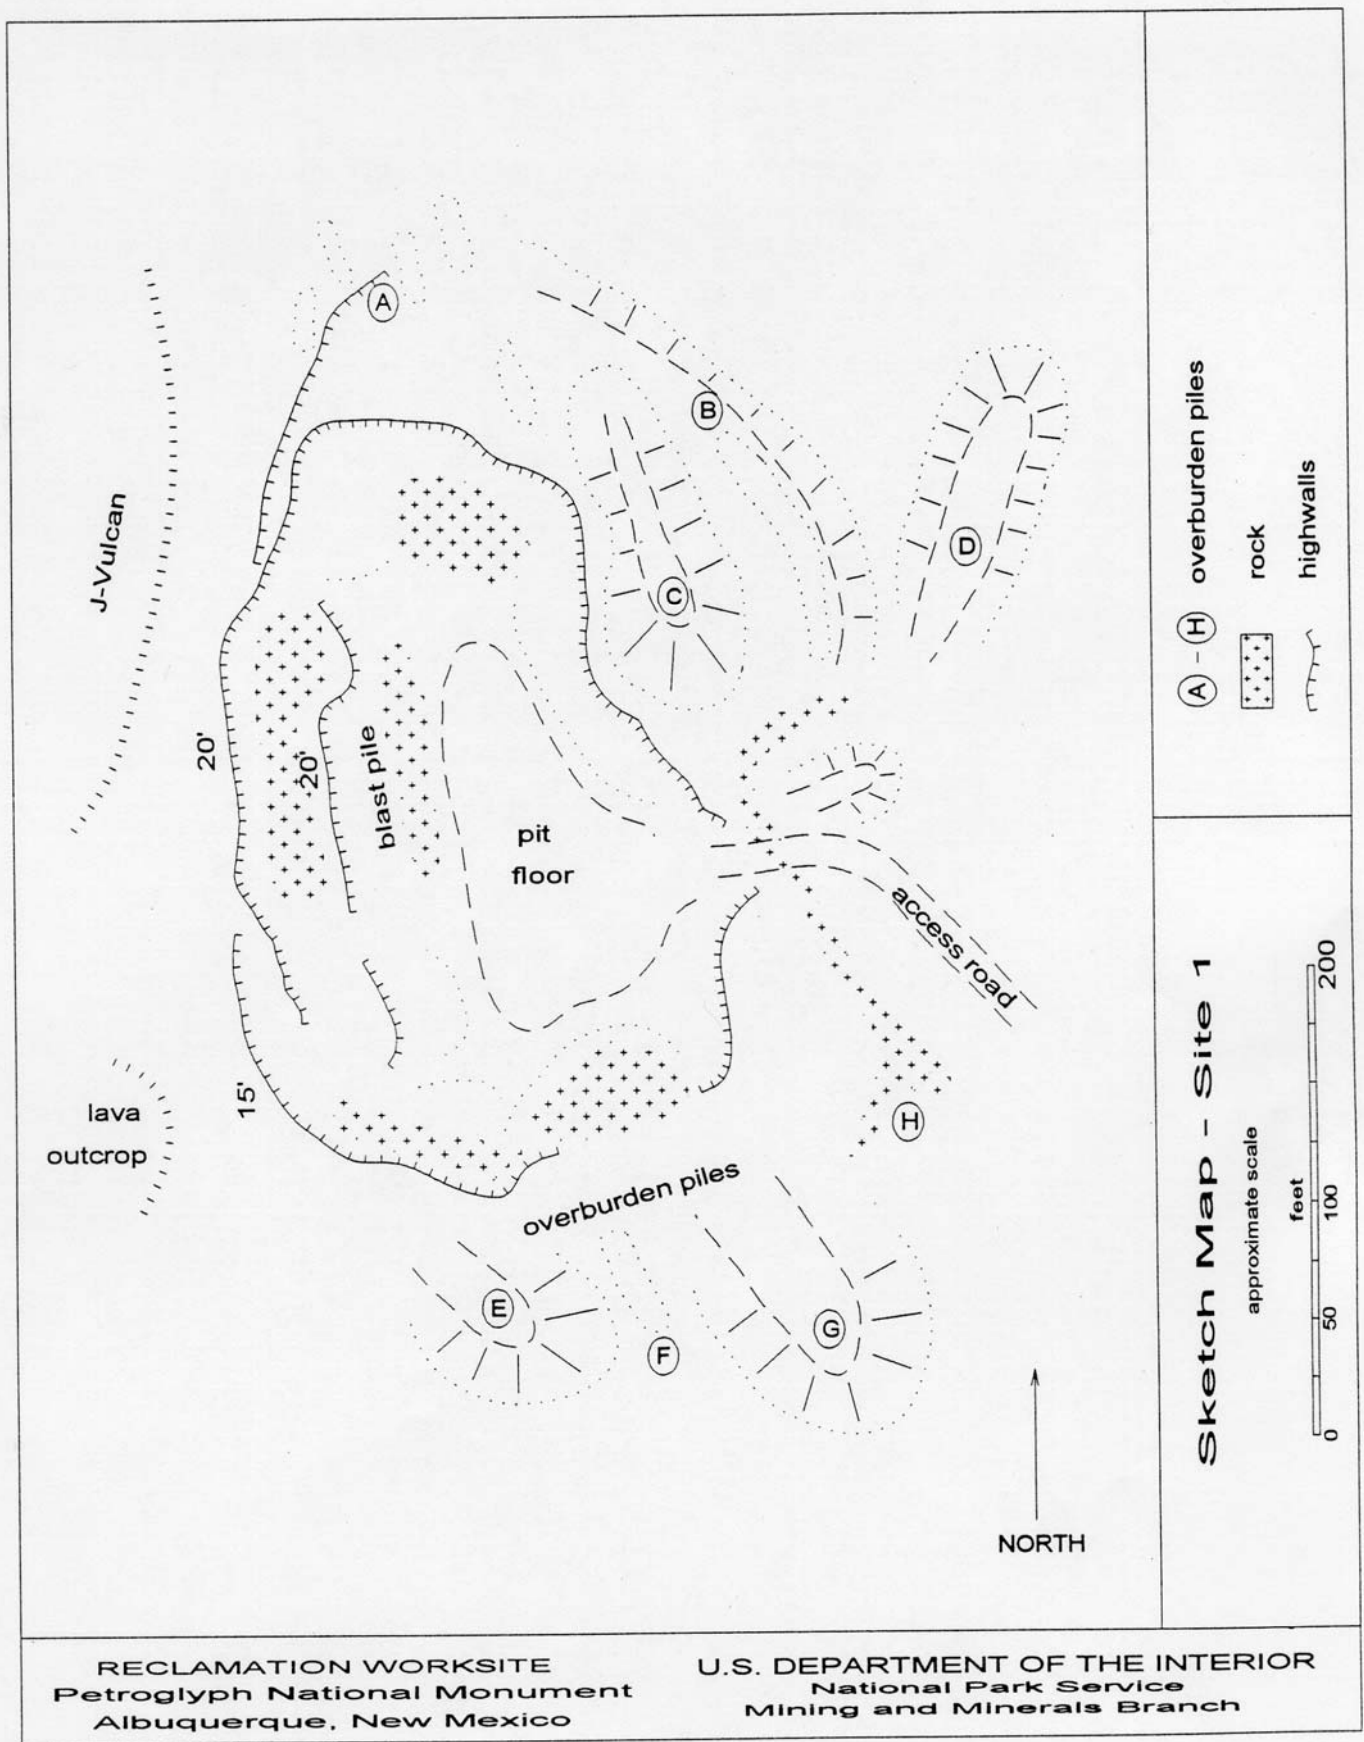 J-Vulcan
A
B
C
D
20'
20'
blast pile
pit
floor
access road
lava
outcrop
15'
H
overburden piles
E
F
G
NORTH
A - H overburden piles
rock
highwalls
Sketch Map - Site 1
approximate scale
feet
0 50 100 200
RECLAMATION WORKSITE
Petroglyph National Monument
Albuquerque, New Mexico
U.S. DEPARTMENT OF THE INTERIOR
National Park Service
Mining and Minerals Branch